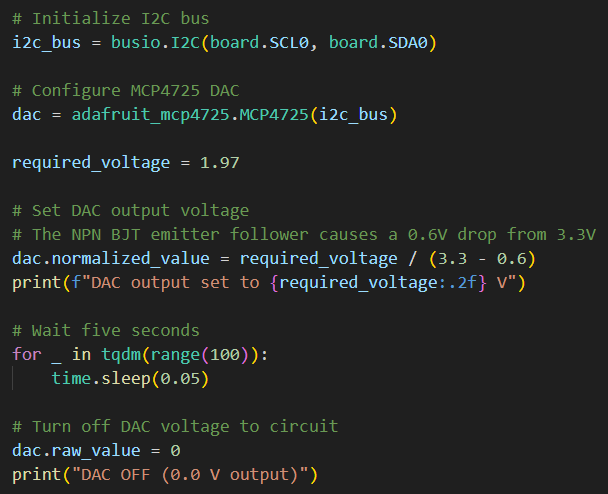 # Initialize I2C bus
i2c_bus = busio.I2C(board.SCL0, board.SDA0)
# Configure MCP4725 DAC
dac = adafruit_mcp4725.MCP4725(i2c_bus)
required_voltage = 1.97
# Set DAC output voltage
# The NPN BJT emitter follower causes a 0.6V drop from 3.3V
dac.normalized_value = required_voltage / (3.3 - 0.6)
print(f"DAC output set to {required_voltage:.2f} V")
# Wait five seconds
for _ in tqdm(range(100)):
    time.sleep(0.05)
# Turn off DAC voltage to circuit
dac.raw_value = 0
print("DAC OFF (0.0 V output)")